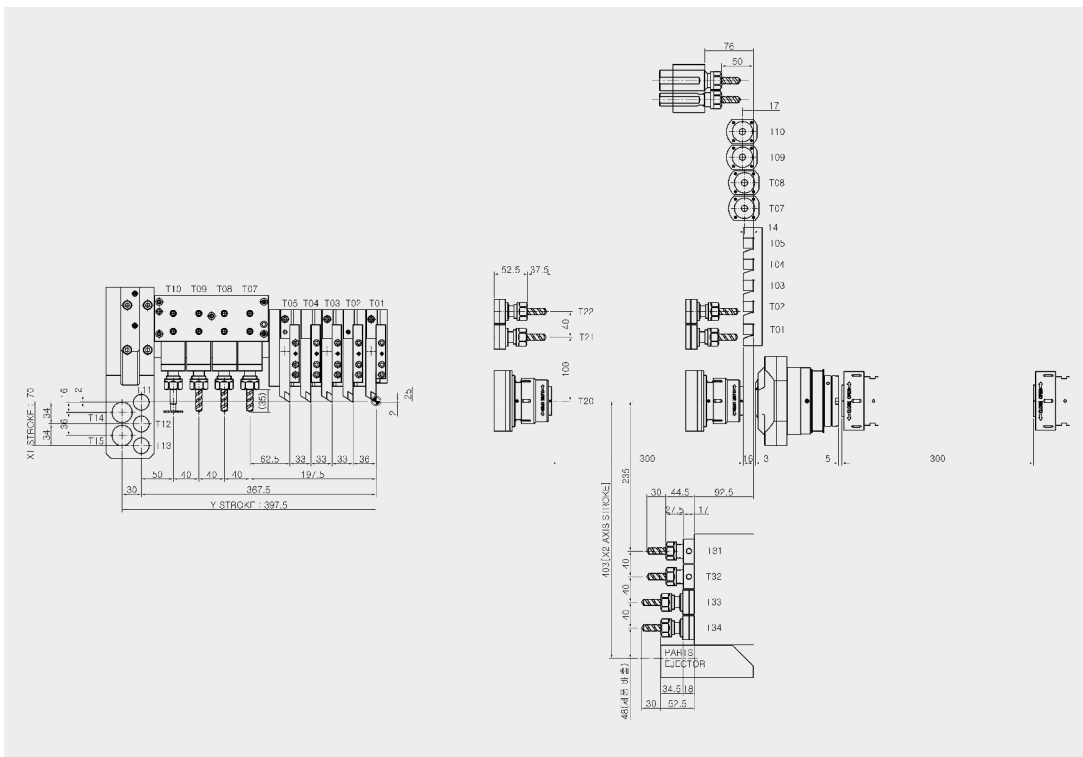 76
50
17
T10
T09
T08
T07
14
T05
T04
T03
T02
T01
52.5 37.5
T22
40
T21
100
T20
T10 T09 T08 T07
T05 T04 T03 T02 T01
X1 STROKE : 70
34
34
36
16
2
T11
T14
T12
T15
T13
(35)
2
25
62.5 33 33 33 36
50 40 40 40 197.5
30 367.5
Y STROKE : 397.5
300 16 3 5 300
235
403[X2 AXIS STROKE]
30 44.5 92.5
27.5 17
T31
40
T32
40
T33
40
T34
PARTS
EJECTOR
34.5 18
30 52.5